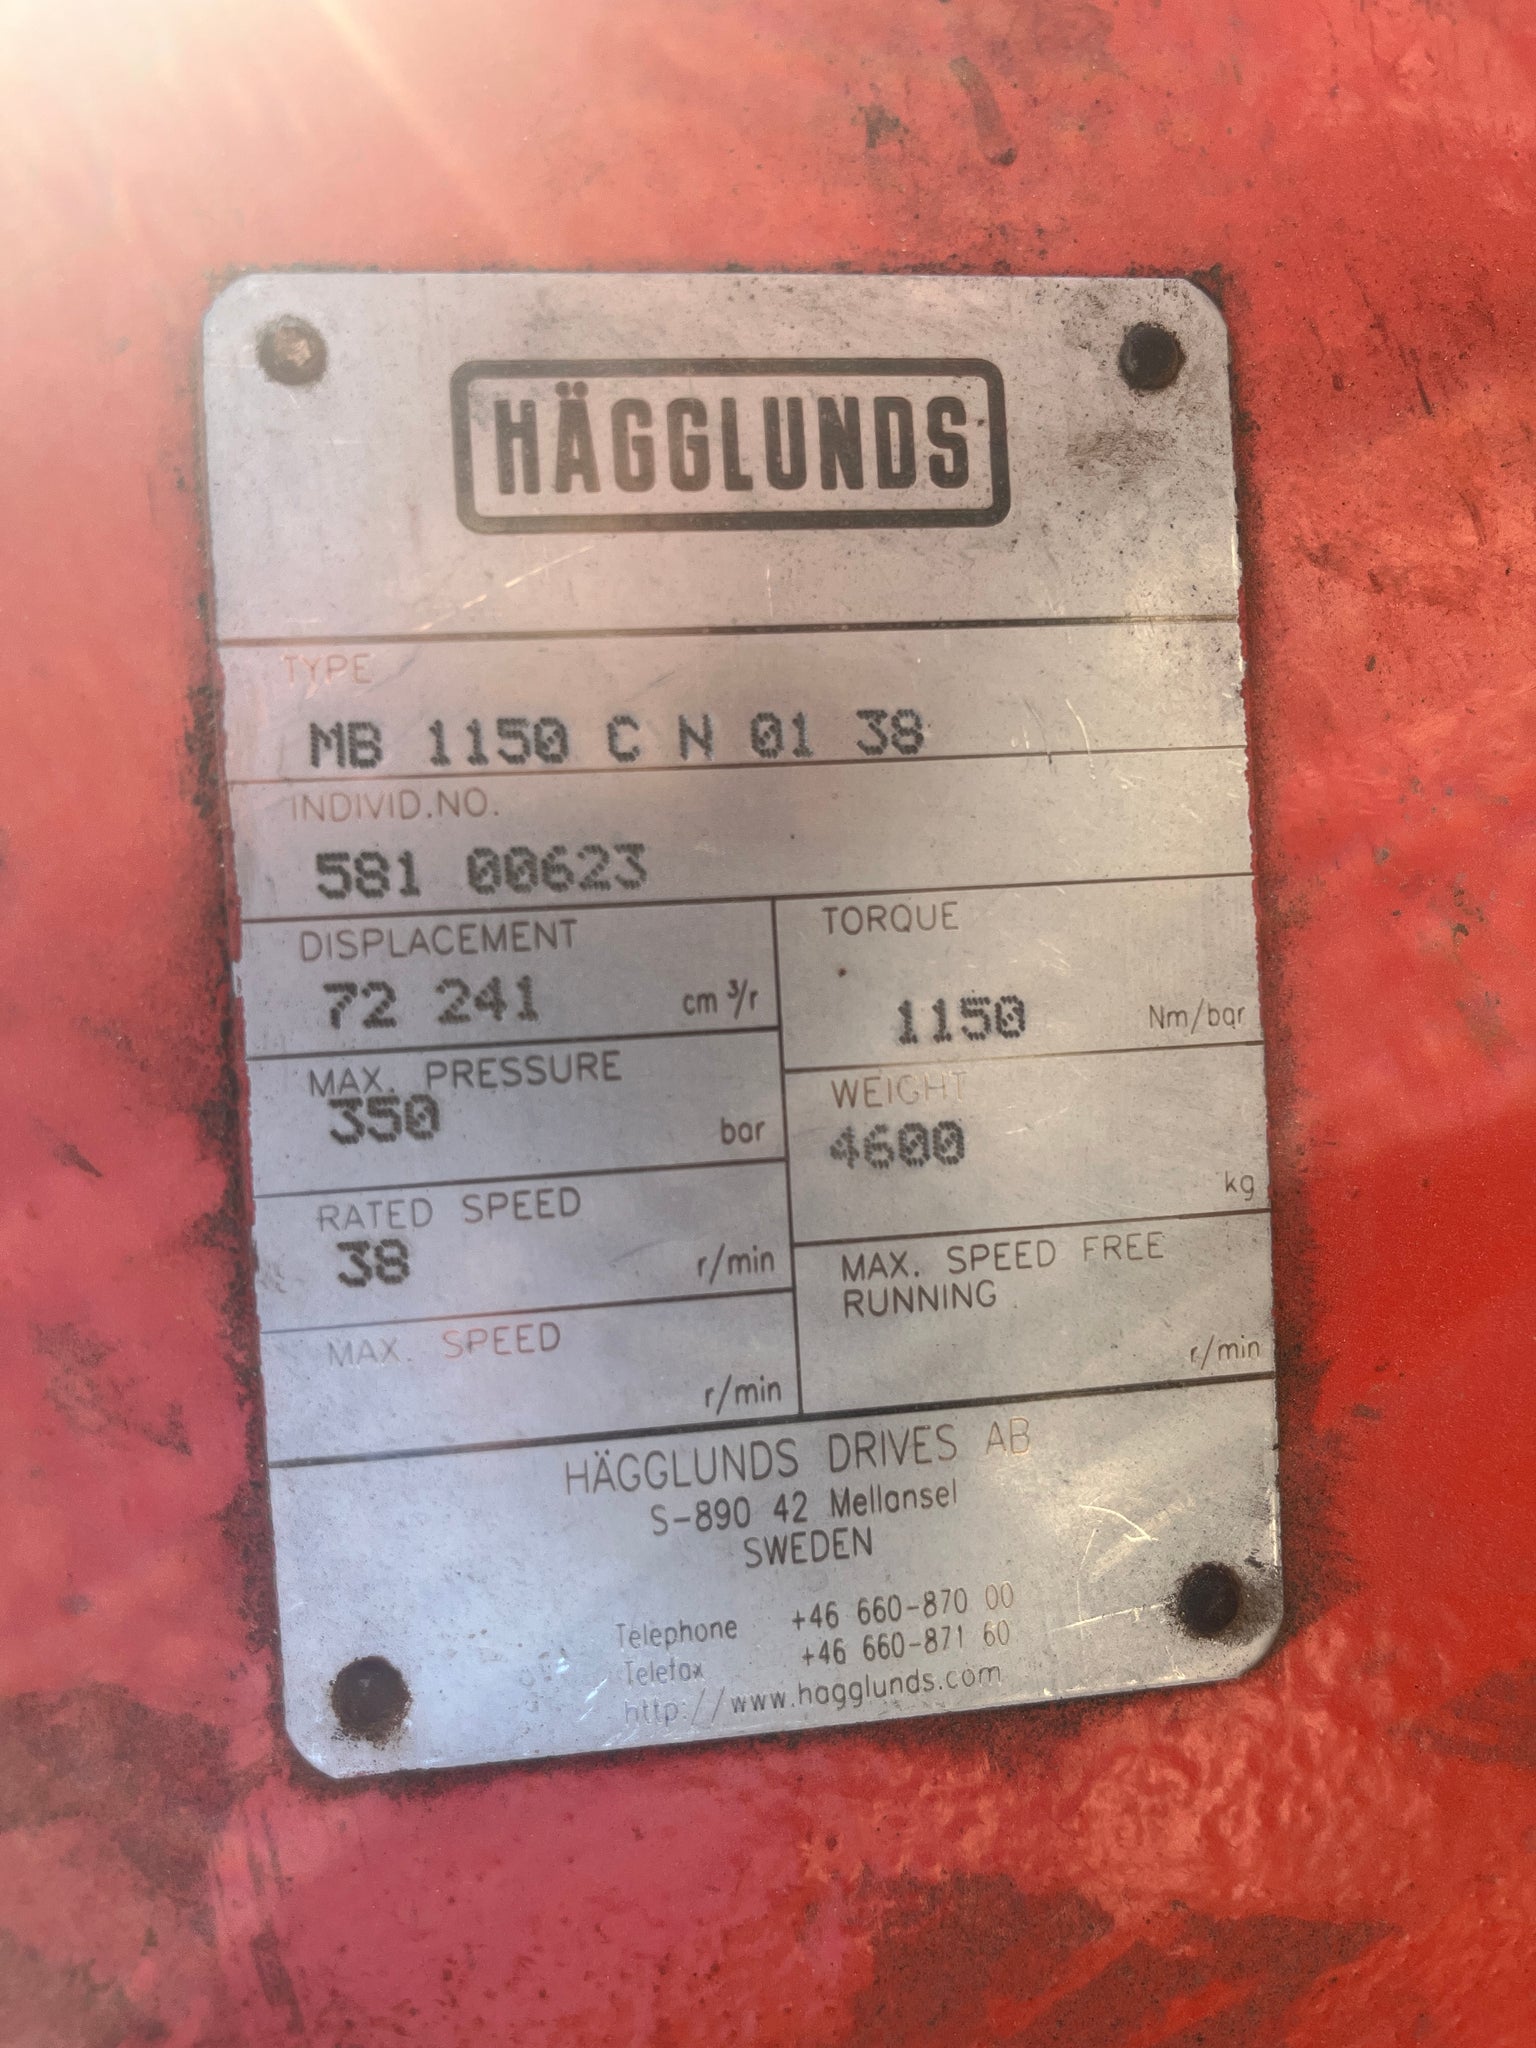 HÄGGLUNDS
TYPE
MB 1150 C N 01 38
INDIVID.NO.
581 00623
DISPLACEMENT
72 241 cm³/r
TORQUE
1150 Nm/bar
MAX. PRESSURE
350 bar
WEIGHT
4600 kg
RATED SPEED
38 r/min
MAX. SPEED FREE
RUNNING
r/min
MAX. SPEED
r/min
HÄGGLUNDS DRIVES AB
S-890 42 Mellansel
SWEDEN
Telephone +46 660-870 00
Telefax +46 660-871 60
http://www.hagglunds.com